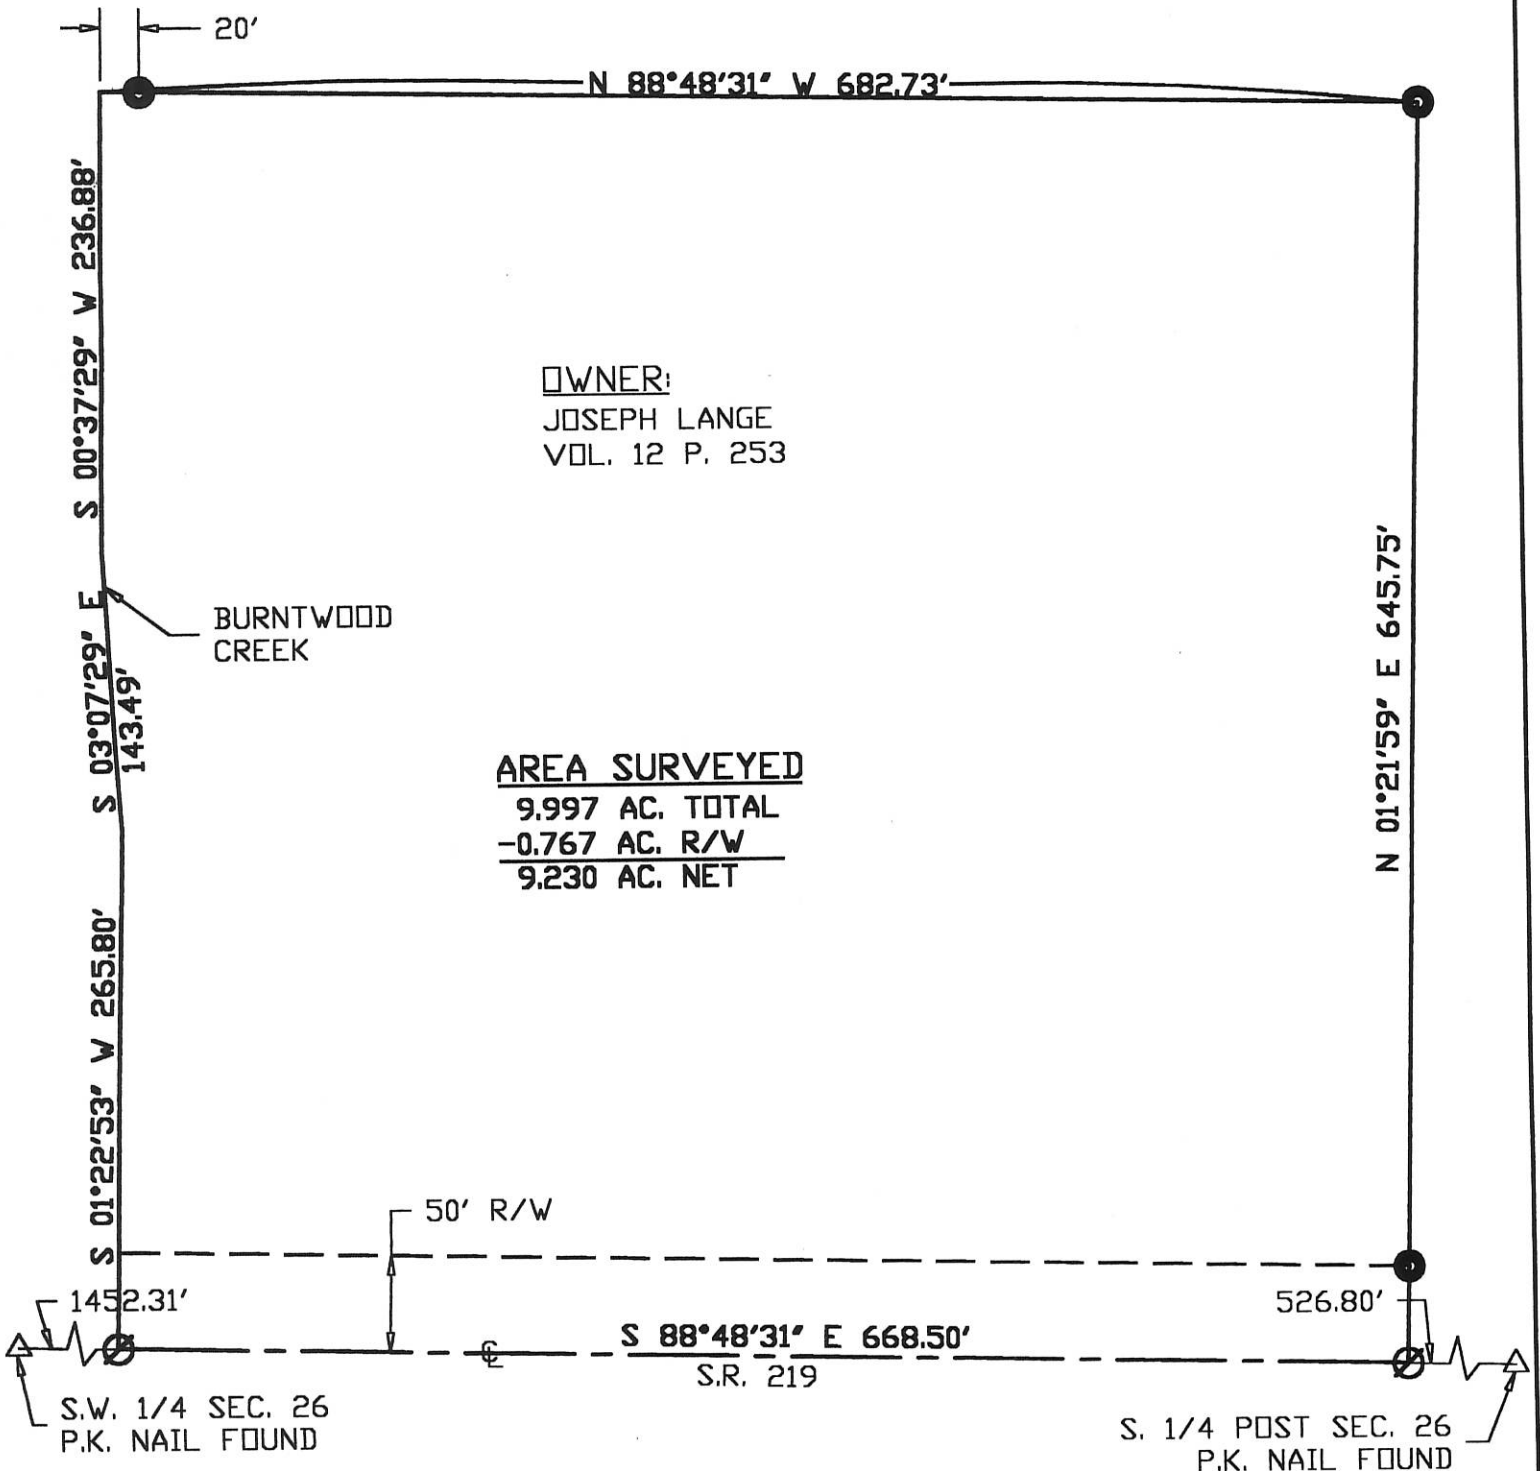 20'
N 88°48'31" W 682.73'
S 00°37'29" W 236.88'
OWNER:
JOSEPH LANGE
VOL. 12 P. 253
BURNTWOOD
CREEK
S 03°07'29" E
143.49'
N 01°21'59" E 645.75'
AREA SURVEYED
9.997 AC. TOTAL
-0.767 AC. R/W
9.230 AC. NET
S 01°22'53" W 265.80'
50' R/W
1452.31'
526.80'
S 88°48'31" E 668.50'
℄
S.R. 219
S.W. 1/4 SEC. 26
P.K. NAIL FOUND
S. 1/4 POST SEC. 26
P.K. NAIL FOUND